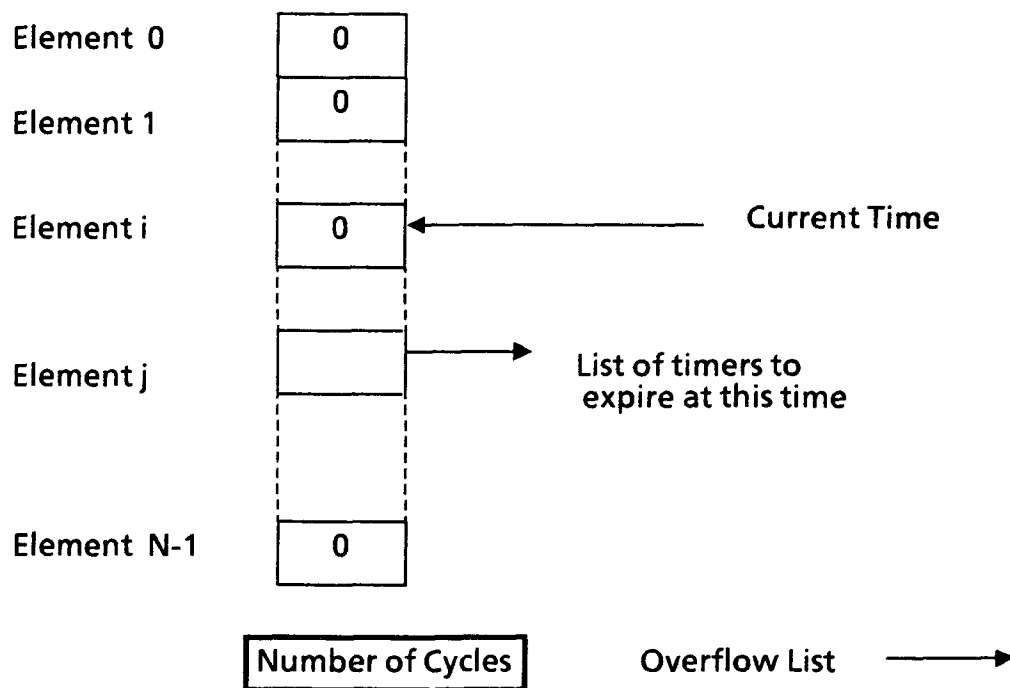 Element 0 0
Element 1 0
Element i 0 Current Time
Element j
List of timers to
expire at this time
Element N-1 0
Number of Cycles Overflow List